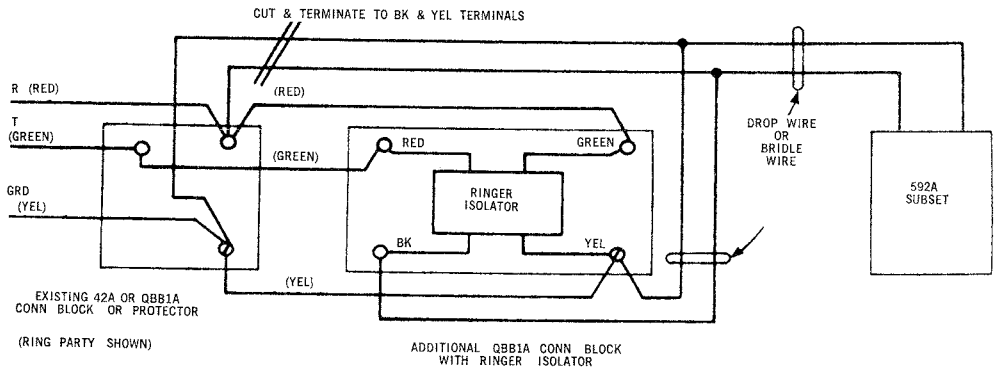 CUT & TERMINATE TO BK & YEL TERMINALS
R (RED)
(RED)
T
(GREEN)
(GREEN)
RED
GREEN
RINGER
ISOLATOR
DROP WIRE
OR
BRIDLE
WIRE
592A
SUBSET
GRD
(YEL)
BK
YEL
(YEL)
EXISTING 42A OR QBB1A
CONN BLOCK OR PROTECTOR
(RING PARTY SHOWN)
ADDITIONAL QBB1A CONN BLOCK
WITH RINGER ISOLATOR